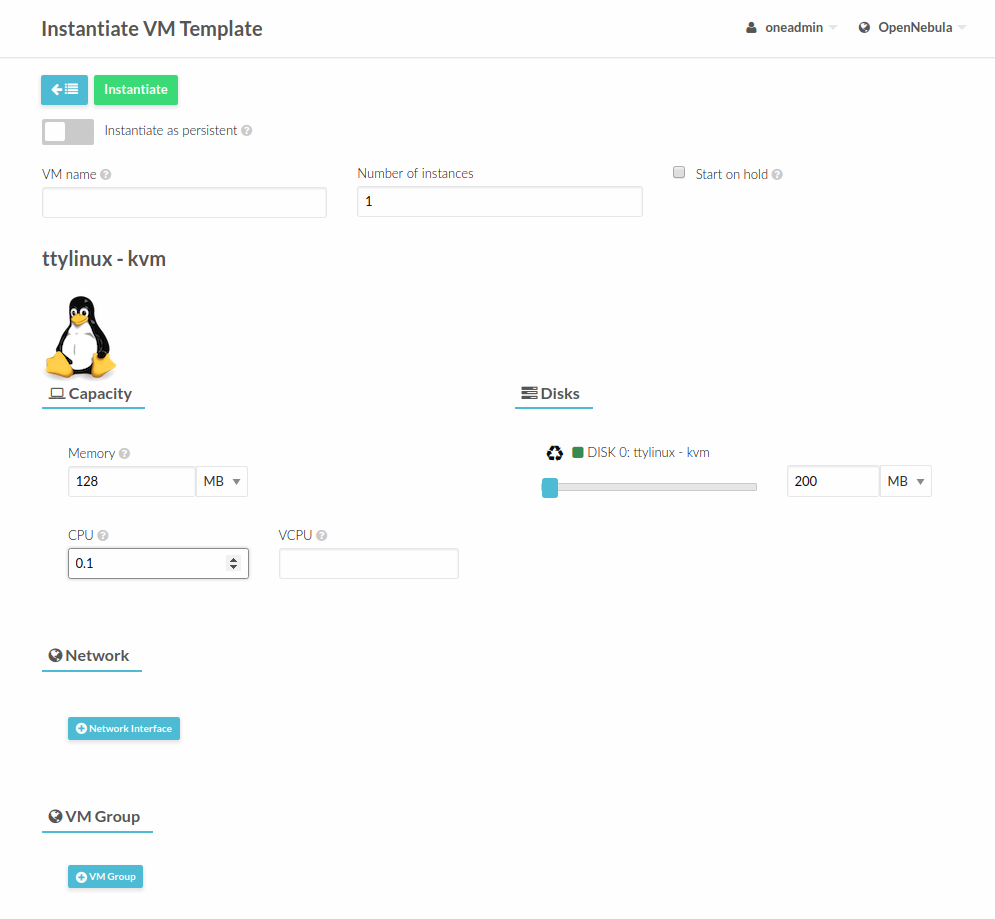 Instantiate VM Template
oneadmin OpenNebula
Instantiate
Instantiate as persistent ?
VM name ? Number of instances Start on hold ?
1
ttylinux - kvm
Capacity Disks
Memory ? DISK 0: ttylinux - kvm
128 MB 200 MB
CPU ? VCPU ?
0.1
Network
Network Interface
VM Group
VM Group